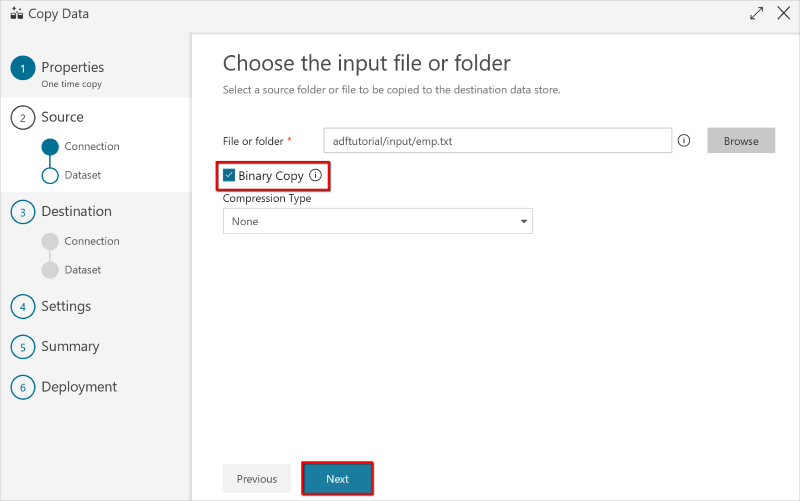 Copy Data
1 Properties
One time copy
2 Source
Connection
Dataset
3 Destination
Connection
Dataset
4 Settings
5 Summary
6 Deployment
Choose the input file or folder
Select a source folder or file to be copied to the destination data store.
File or folder * adftutorial/input/emp.txt Browse
Binary Copy
Compression Type
None
Previous Next